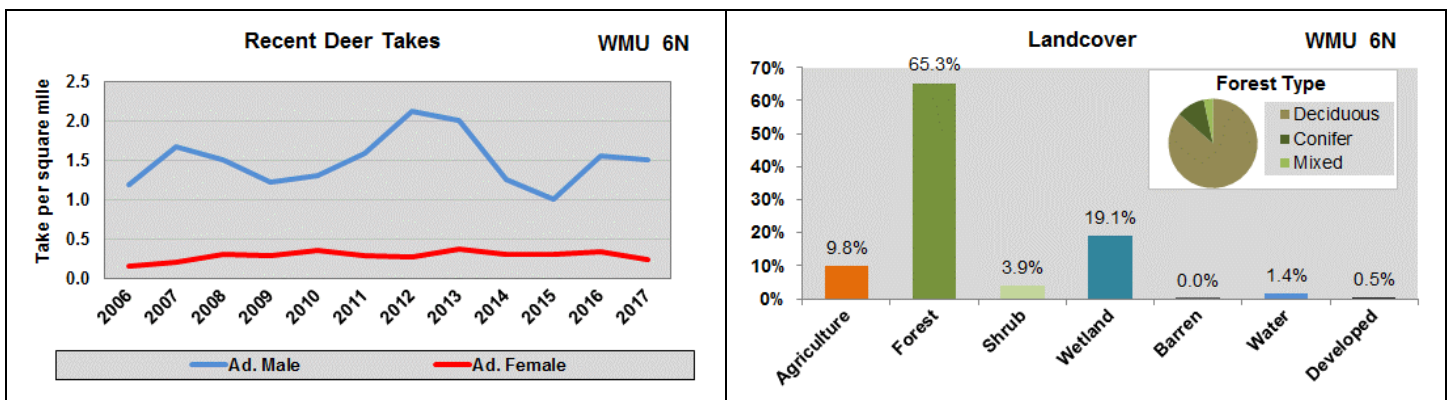 Recent Deer Takes WMU 6N
Take per square mile
2.5
2.0
1.5
1.0
0.5
0.0
2006 2007 2008 2009 2010 2011 2012 2013 2014 2015 2016 2017
Ad. Male Ad. Female
Landcover WMU 6N
70%
60%
50%
40%
30%
20%
10%
0%
9.8% 65.3% 3.9% 19.1% 0.0% 1.4% 0.5%
Agriculture Forest Shrub Wetland Barren Water Developed
Forest Type
Deciduous
Conifer
Mixed